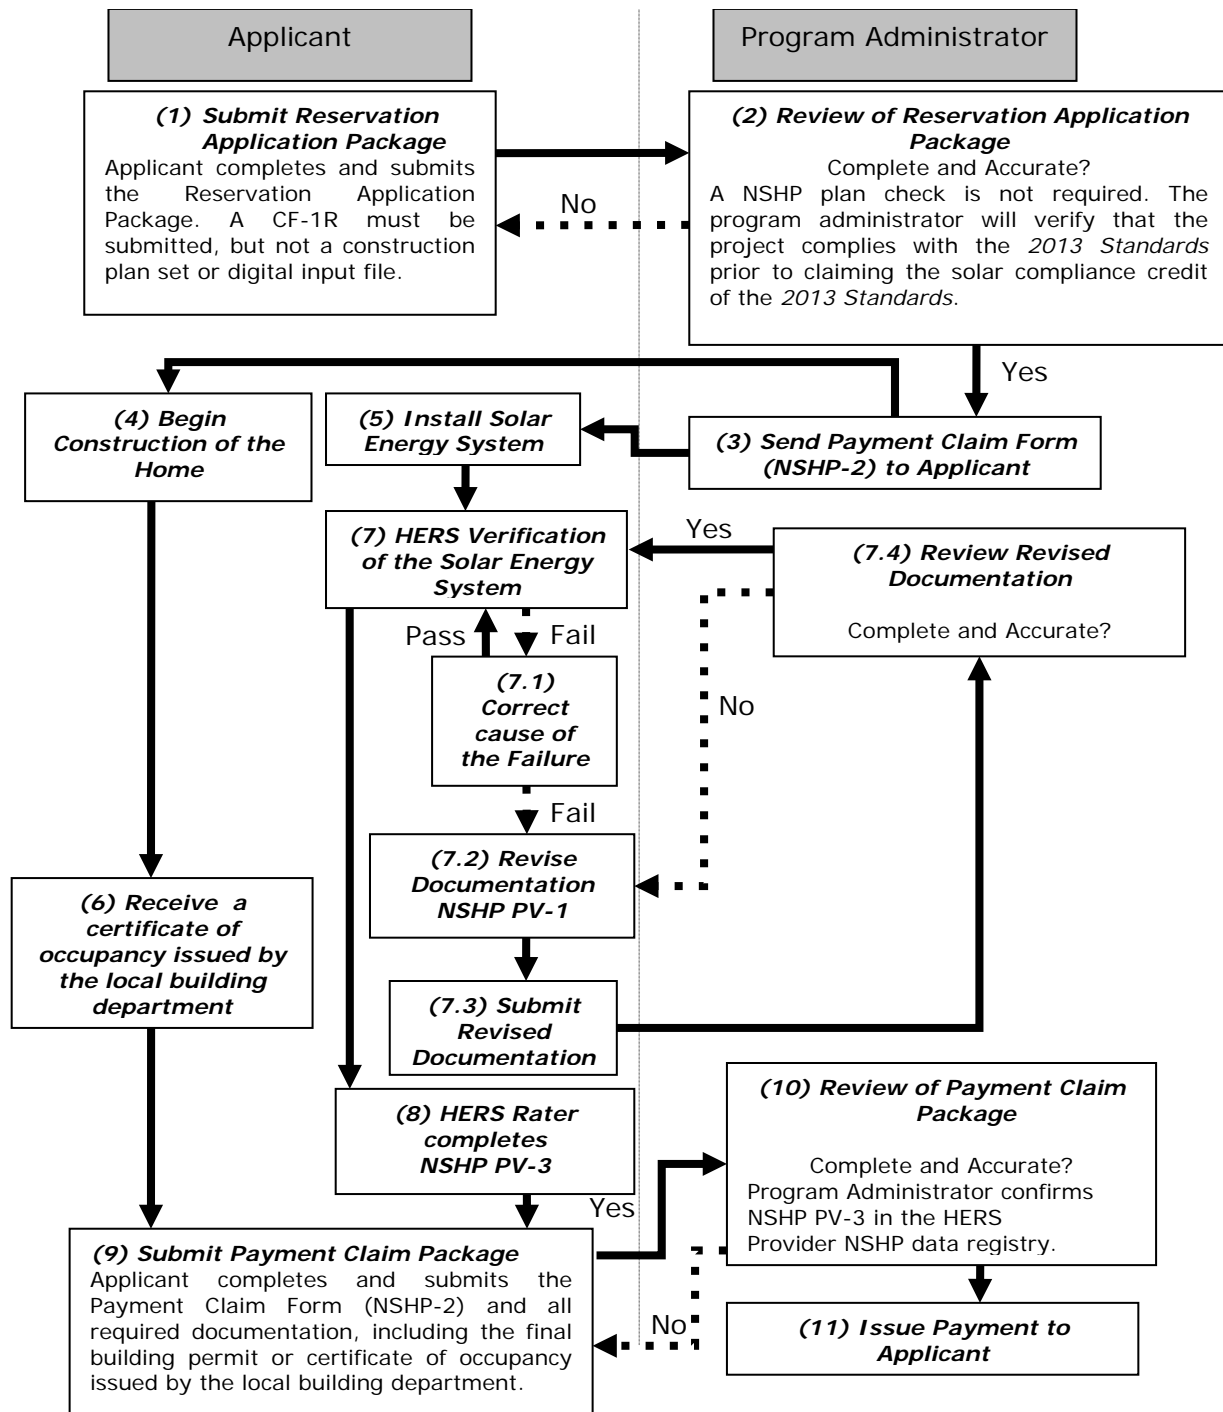 Applicant
Program Administrator
(1) Submit Reservation
Application Package
Applicant completes and submits
the Reservation Application
Package. A CF-1R must be
submitted, but not a construction
plan set or digital input file.
(2) Review of Reservation Application
Package
Complete and Accurate?
A NSHP plan check is not required. The
program administrator will verify that the
project complies with the 2013 Standards
prior to claiming the solar compliance credit
of the 2013 Standards.
No
Yes
(3) Send Payment Claim Form
(NSHP-2) to Applicant
(4) Begin
Construction of the
Home
(5) Install Solar
Energy System
(7) HERS Verification
of the Solar Energy
System
Yes
(7.4) Review Revised
Documentation
Complete and Accurate?
Pass
Fail
(7.1)
Correct
cause of
the Failure
No
Fail
(7.2) Revise
Documentation
NSHP PV-1
(6) Receive a
certificate of
occupancy issued by
the local building
department
(7.3) Submit
Revised
Documentation
(8) HERS Rater
completes
NSHP PV-3
(10) Review of Payment Claim
Package
Complete and Accurate?
Program Administrator confirms
NSHP PV-3 in the HERS
Provider NSHP data registry.
Yes
(9) Submit Payment Claim Package
Applicant completes and submits the
Payment Claim Form (NSHP-2) and all
required documentation, including the final
building permit or certificate of occupancy
issued by the local building department.
No
(11) Issue Payment to
Applicant